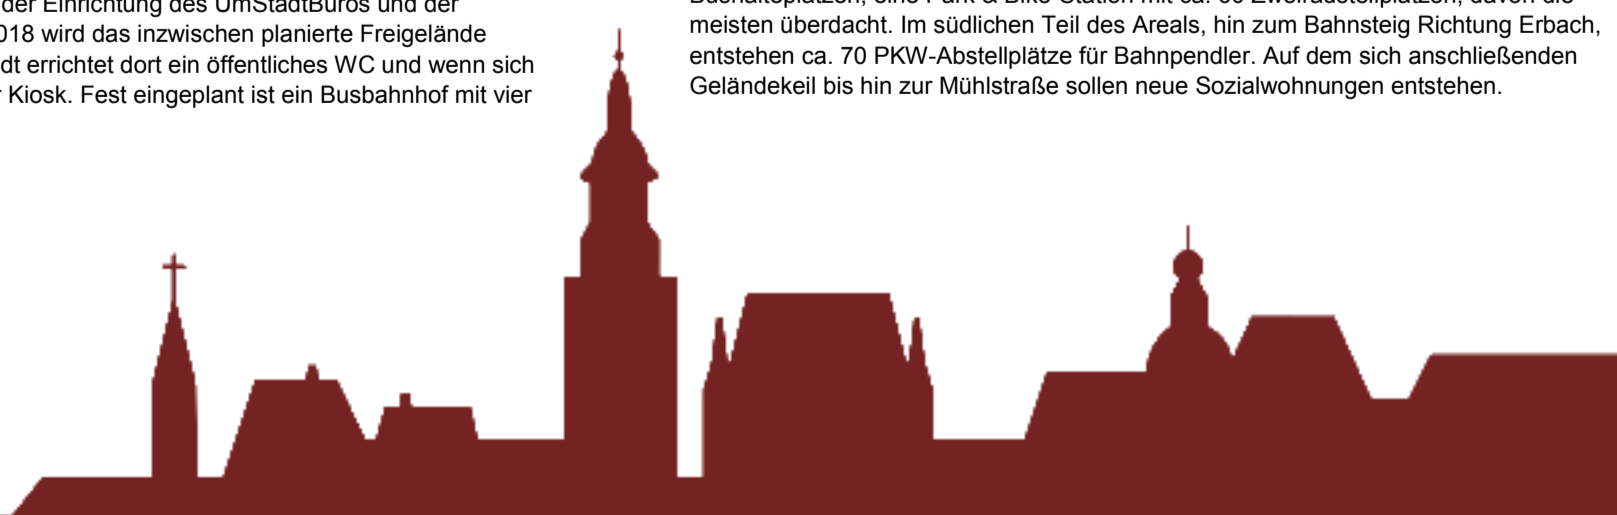 der Einrichtung des UmStadtBüros und der
018 wird das inzwischen planierte Freigelände
dt errichtet dort ein öffentliches WC und wenn sich
Kiosk. Fest eingeplant ist ein Busbahnhof mit vier
meisten überdacht. Im südlichen Teil des Areals, hin zum Bahnsteig Richtung Erbach,
entstehen ca. 70 PKW-Abstellplätze für Bahnpendler. Auf dem sich anschließenden
Geländekeil bis hin zur Mühlstraße sollen neue Sozialwohnungen entstehen.